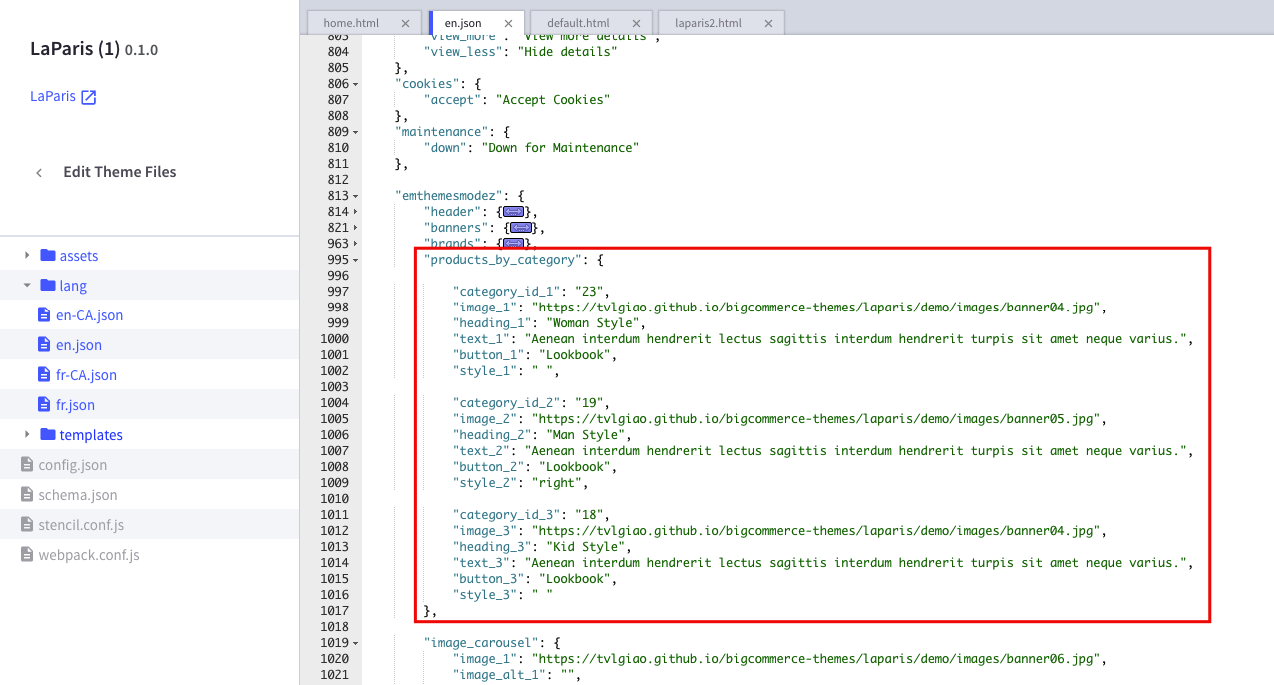 LaParis (1) 0.1.0
LaParis
Edit Theme Files
assets
lang
en-CA.json
en.json
fr-CA.json
fr.json
templates
config.json
schema.json
stencil.conf.js
webpack.conf.js
home.html
en.json
default.html
laparis2.html
803 "view_more": "View more details",
804 "view_less": "Hide details"
805 },
806 "cookies": {
807 "accept": "Accept Cookies"
808 },
809 "maintenance": {
810 "down": "Down for Maintenance"
811 },
812
813 "emthemesmodez": {
814 "header": {},
821 "banners": {},
963 "brands": {},
995 "products_by_category": {
996
997 "category_id_1": "23",
998 "image_1": "https://tvlgiao.github.io/bigcommerce-themes/laparis/demo/images/banner04.jpg",
999 "heading_1": "Woman Style",
1000 "text_1": "Aenean interdum hendrerit lectus sagittis interdum hendrerit turpis sit amet neque varius.",
1001 "button_1": "Lookbook",
1002 "style_1": " ",
1003
1004 "category_id_2": "19",
1005 "image_2": "https://tvlgiao.github.io/bigcommerce-themes/laparis/demo/images/banner05.jpg",
1006 "heading_2": "Man Style",
1007 "text_2": "Aenean interdum hendrerit lectus sagittis interdum hendrerit turpis sit amet neque varius.",
1008 "button_2": "Lookbook",
1009 "style_2": "right",
1010
1011 "category_id_3": "18",
1012 "image_3": "https://tvlgiao.github.io/bigcommerce-themes/laparis/demo/images/banner04.jpg",
1013 "heading_3": "Kid Style",
1014 "text_3": "Aenean interdum hendrerit lectus sagittis interdum hendrerit turpis sit amet neque varius.",
1015 "button_3": "Lookbook",
1016 "style_3": " "
1017 },
1018
1019 "image_carousel": {
1020 "image_1": "https://tvlgiao.github.io/bigcommerce-themes/laparis/demo/images/banner06.jpg",
1021 "image_alt_1": "",